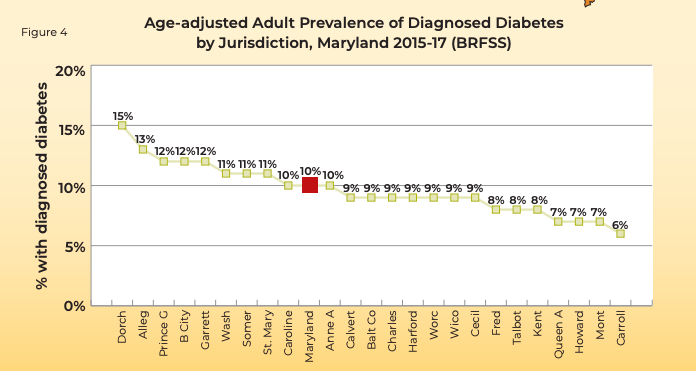 Figure 4
Age-adjusted Adult Prevalence of Diagnosed Diabetes
by Jurisdiction, Maryland 2015-17 (BRFSS)
% with diagnosed diabetes
20%
15%
10%
5%
0%
15%
13%
12%
12%
12%
11%
11%
11%
10%
10%
10%
9%
9%
9%
9%
9%
9%
9%
8%
8%
8%
7%
7%
7%
6%
Dorch
Alleg
Prince G
B City
Garrett
Wash
Somer
St. Mary
Caroline
Maryland
Anne A
Calvert
Balt Co
Charles
Harford
Worc
Wico
Cecil
Fred
Talbot
Kent
Queen A
Howard
Mont
Carroll